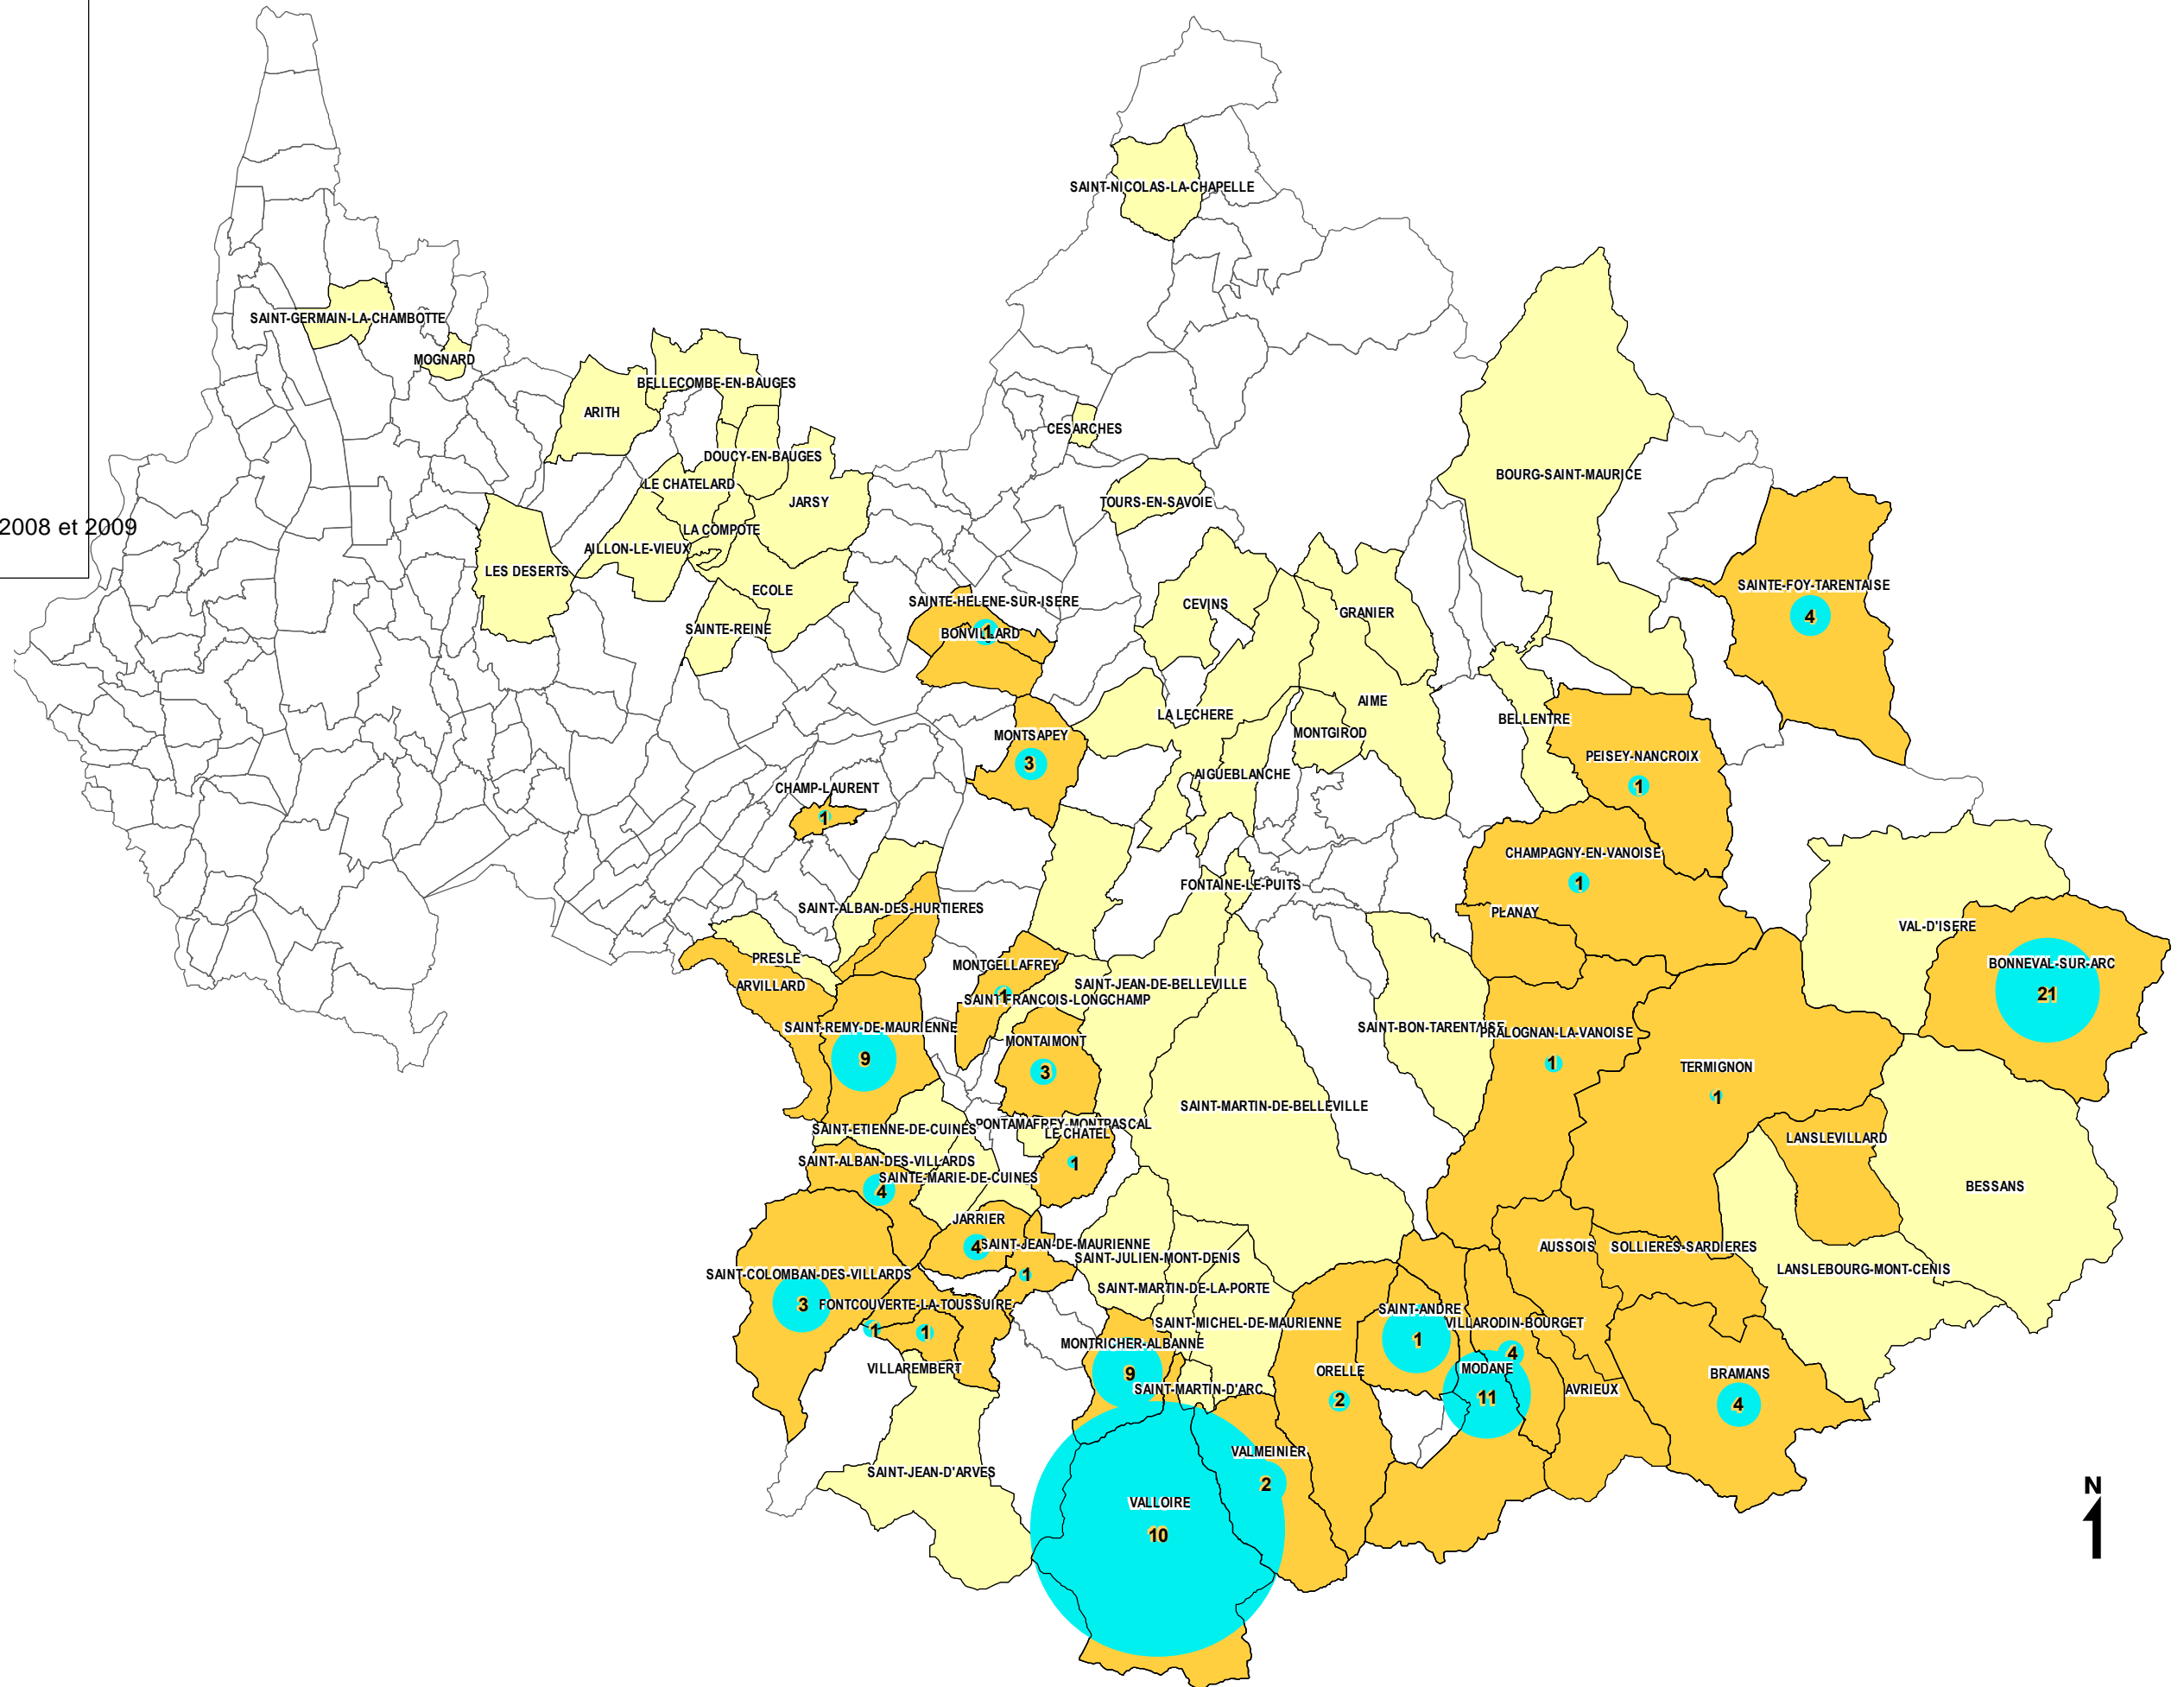 SAINT-NICOLAS-LA-CHAPELLE
SAINT-GERMAIN-LA-CHAMBOTTE
MOGNARD
BELLECOMBE-EN-BAUGES
ARITH
CESARCHES
DOUCY-EN-BAUGES
BOURG-SAINT-MAURICE
LE CHATELARD
JARSY
TOURS-EN-SAVOIE
2008 et 2009
LA COMPOTE
AILLON-LE-VIEUX
LES DESERTS
SAINTE-FOY-TARENTAISE
4
ECOLE
SAINTE-HELENE-SUR-ISERE
CEVINS
GRANIER
SAINTE-REINE
BONVILLARD
1
AIME
LA LECHERE
BELLENTRE
MONTGIROD
MONTSAPEY
3
PEISEY-NANCROIX
1
AIGUEBLANCHE
CHAMP-LAURENT
1
CHAMPAGNY-EN-VANOISE
1
FONTAINE-LE-PUITS
SAINT-ALBAN-DES-HURTIERES
PLANAY
VAL-D'ISERE
PRESLE
MONTGELLAFREY
1
BONNEVAL-SUR-ARC
21
ARVILLARD
SAINT-JEAN-DE-BELLEVILLE
SAINT-FRANCOIS-LONGCHAMP
SAINT-REMY-DE-MAURIENNE
9
SAINT-BON-TARENTAISE
PRALOGNAN-LA-VANOISE
1
MONTAIMONT
3
TERMIGNON
1
SAINT-MARTIN-DE-BELLEVILLE
PONTAMAFREY-MONTPASCAL
SAINT-ETIENNE-DE-CUINES
LE CHATEL
1
LANSLEVILLARD
SAINT-ALBAN-DES-VILLARDS
4
SAINTE-MARIE-DE-CUINES
BESSANS
JARRIER
4
SAINT-JEAN-DE-MAURIENNE
1
AUSSOIS
SOLLIERES-SARDIERES
SAINT-JULIEN-MONT-DENIS
LANSLEBOURG-MONT-CENIS
SAINT-COLOMBAN-DES-VILLARDS
3
SAINT-MARTIN-DE-LA-PORTE
FONTCOUVERTE-LA-TOUSSUIRE
1
1
SAINT-ANDRE
1
SAINT-MICHEL-DE-MAURIENNE
VILLARODIN-BOURGET
4
MONTRICHER-ALBANNE
9
VILLAREMBERT
ORELLE
2
MODANE
11
BRAMANS
4
SAINT-MARTIN-D'ARC
AVRIEUX
VALMEINIER
2
SAINT-JEAN-D'ARVES
N
VALLOIRE
10